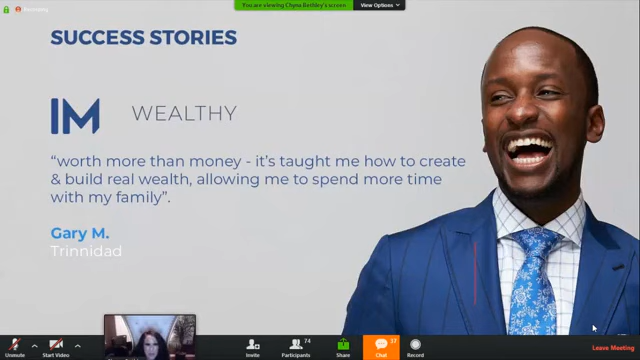 Recording
You are viewing Chyna Bethley's screen
View Options
SUCCESS STORIES
IM WEALTHY
“worth more than money - it’s taught me how to create
& build real wealth, allowing me to spend more time
with my family”.
Gary M.
Trinnidad
Unmute
Start Video
Invite
Participants
74
Share
Chat
37
Record
Leave Meeting